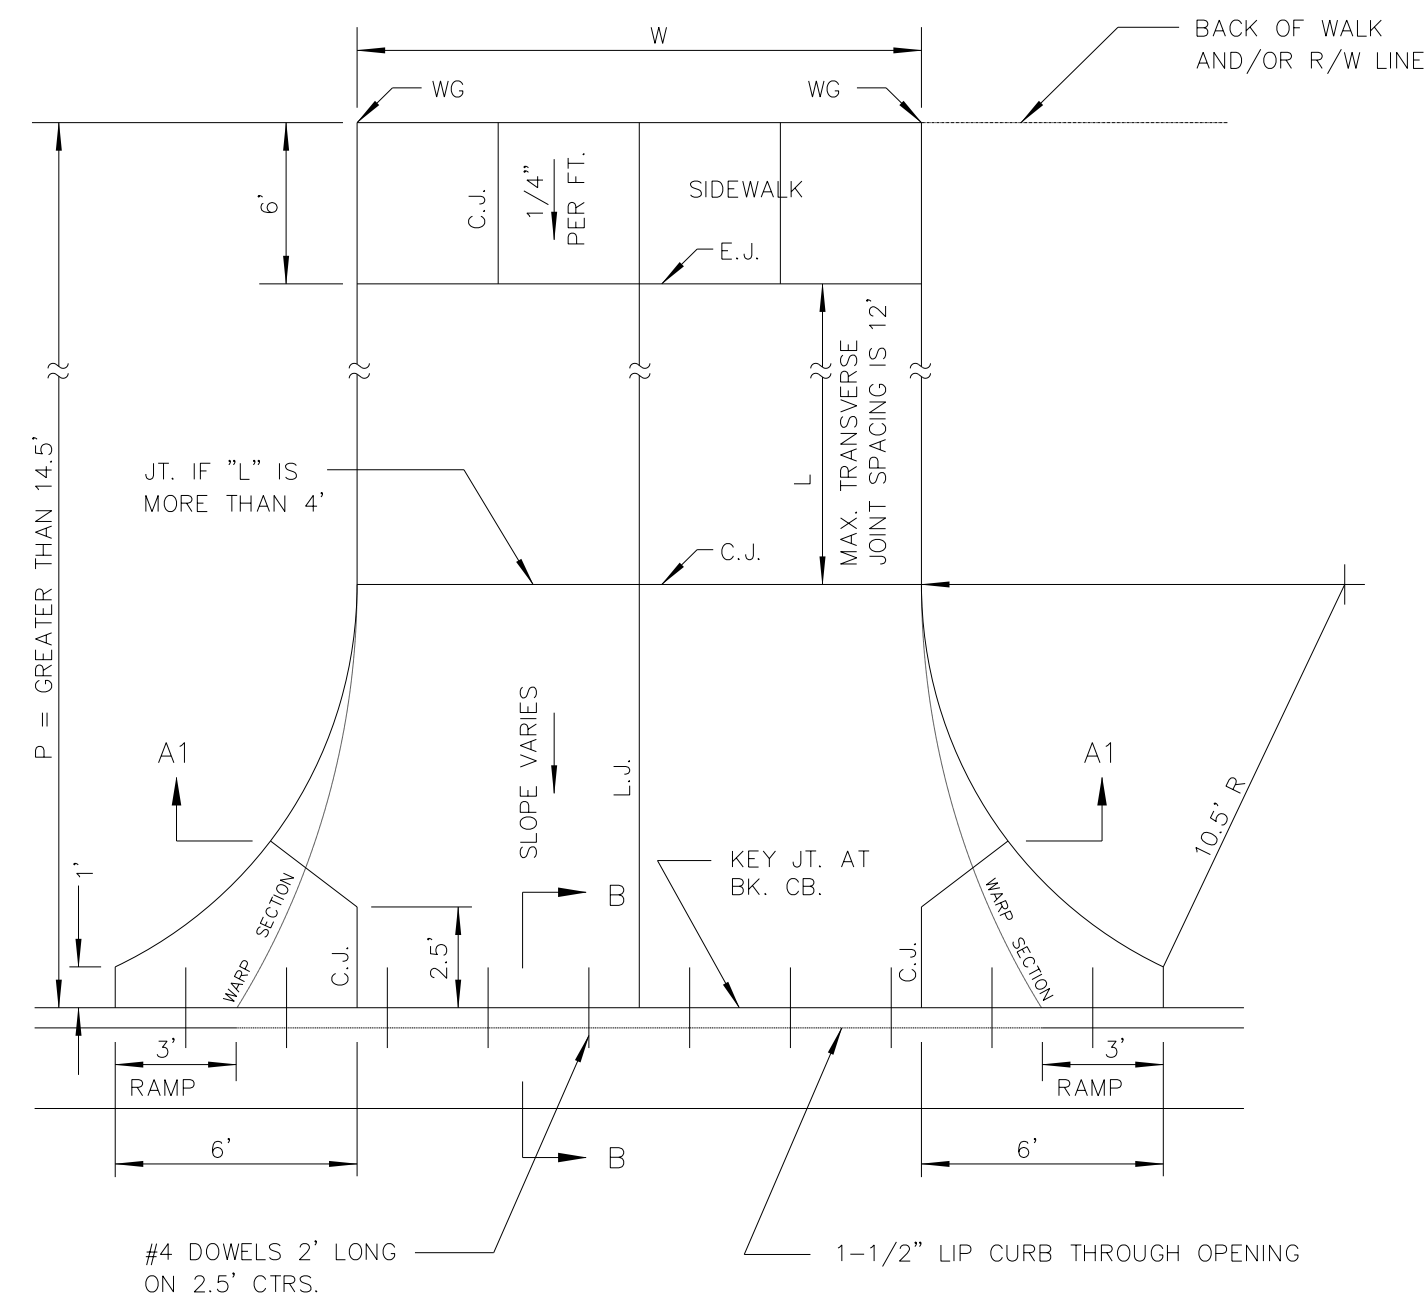 W
BACK OF WALK
AND/OR R/W LINE
WG
WG
6'
C.J.
1/4"
PER FT.
SIDEWALK
E.J.
P = GREATER THAN 14.5'
JT. IF "L" IS
MORE THAN 4'
L
MAX. TRANSVERSE
JOINT SPACING IS 12'
C.J.
A1
SLOPE VARIES
L.J.
A1
10.5' R
1'
WARP SECTION
C.J.
2.5'
B
KEY JT. AT
BK. CB.
C.J.
WARP SECTION
3'
RAMP
3'
RAMP
6'
B
6'
#4 DOWELS 2' LONG
ON 2.5' CTRS.
1-1/2" LIP CURB THROUGH OPENING